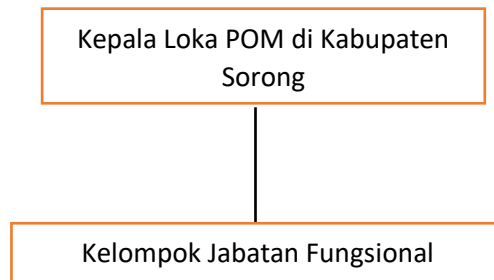 Kepala Loka POM di Kabupaten
Sorong
Kelompok Jabatan Fungsional